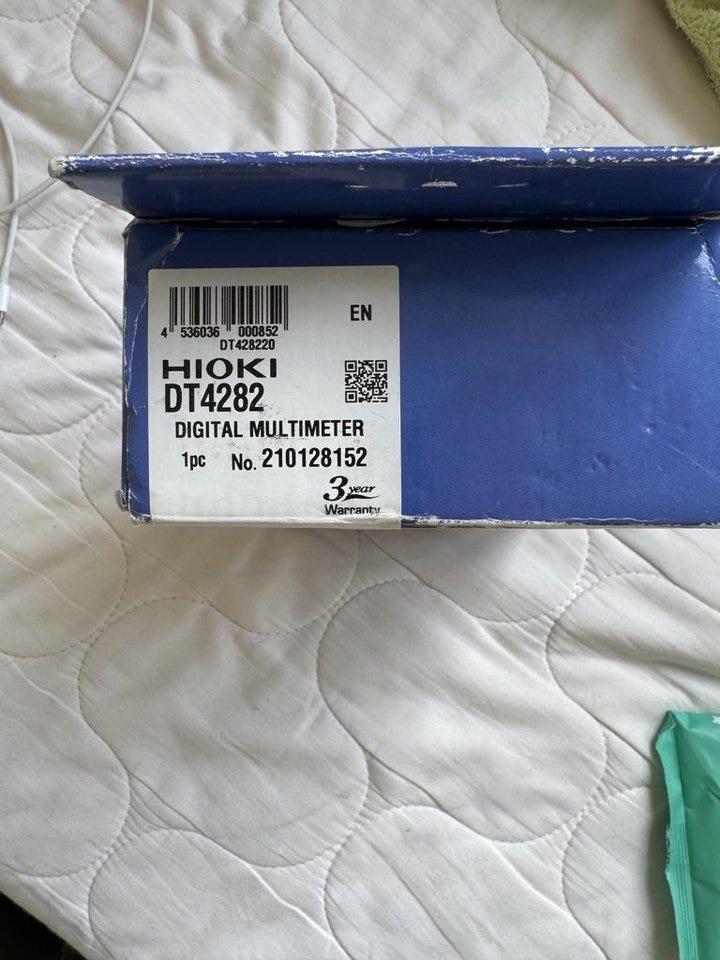 EN
4 536036 000852
DT428220
HIOKI
DT4282
DIGITAL MULTIMETER
1pc No. 210128152
3 year
Warranty